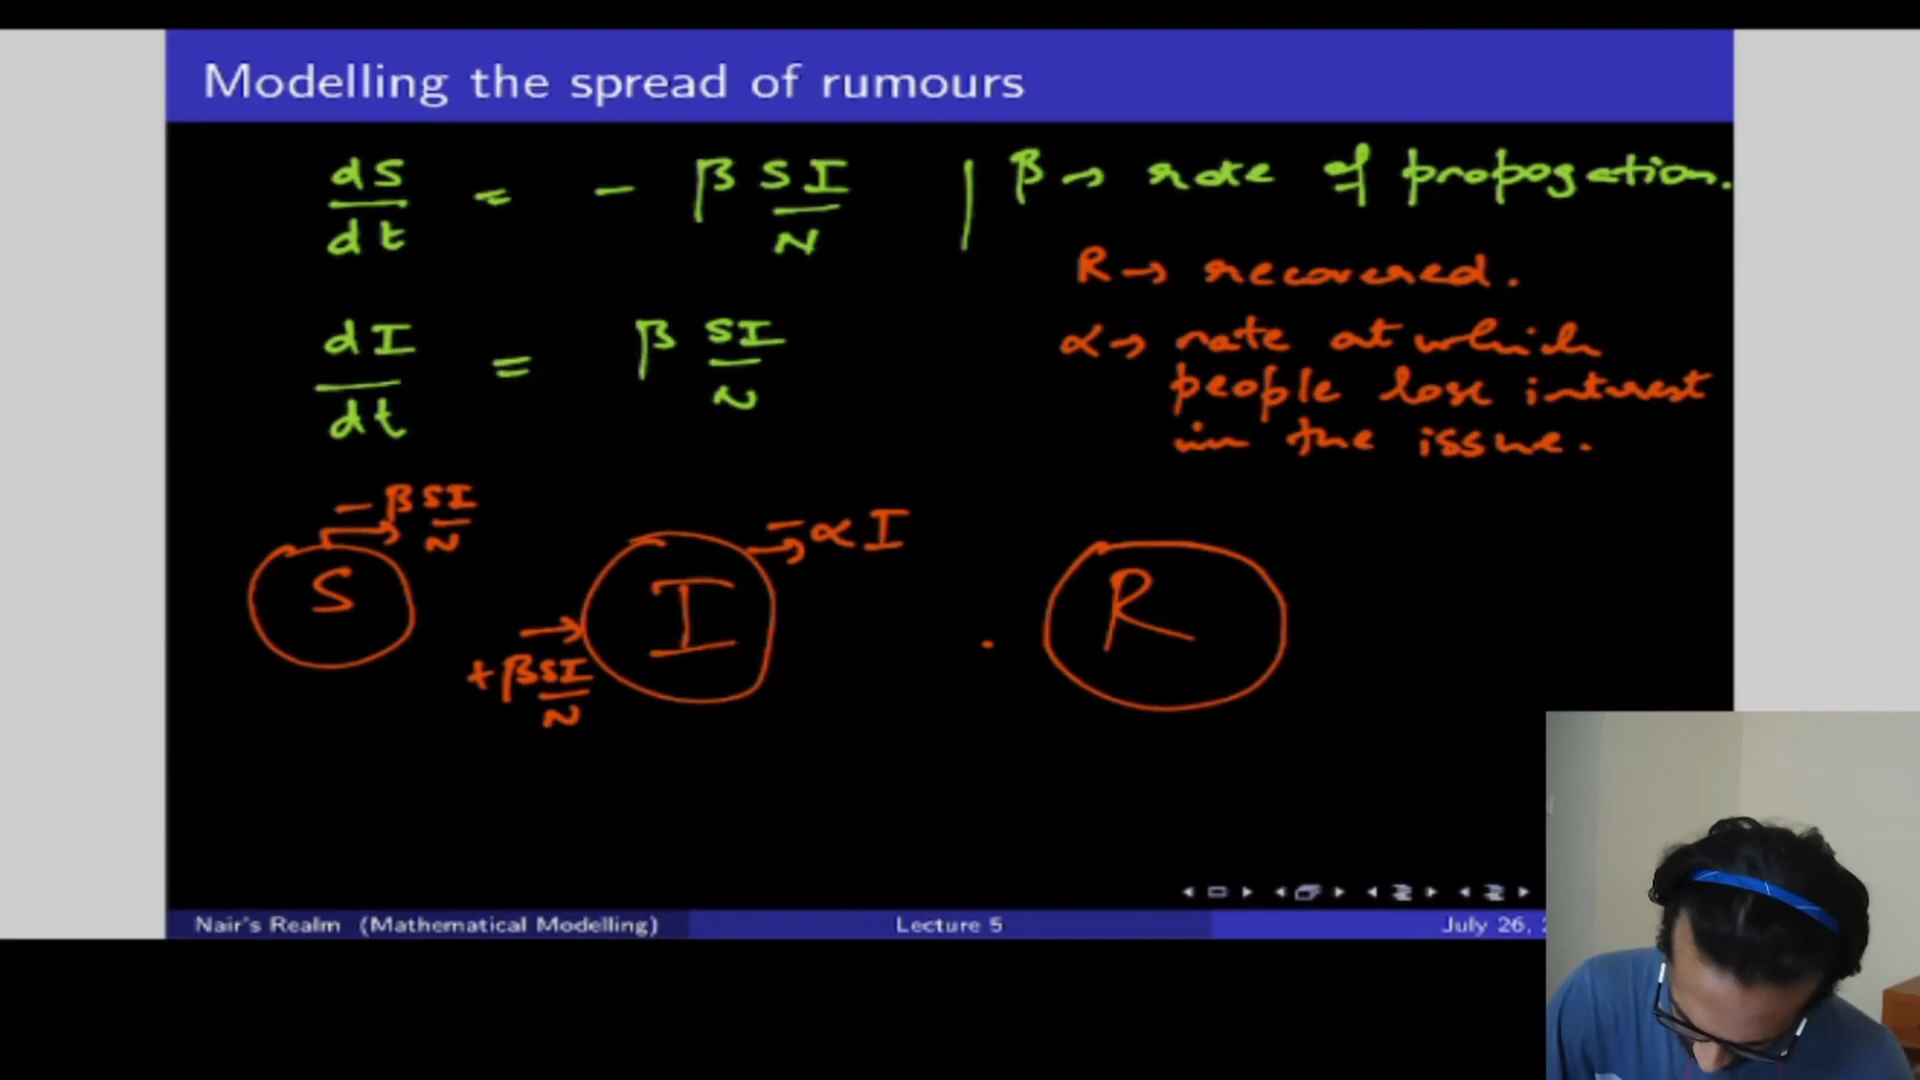 Modelling the spread of rumours
dS/dt = - β SI/N | β → rate of propogation.
R → recovered.
dI/dt = β SI/N
α → rate at which
people lose interest
in the issue.
- β SI/N
- α I
S
I
R
+ β SI/N
Nair's Realm (Mathematical Modelling) Lecture 5 July 26,